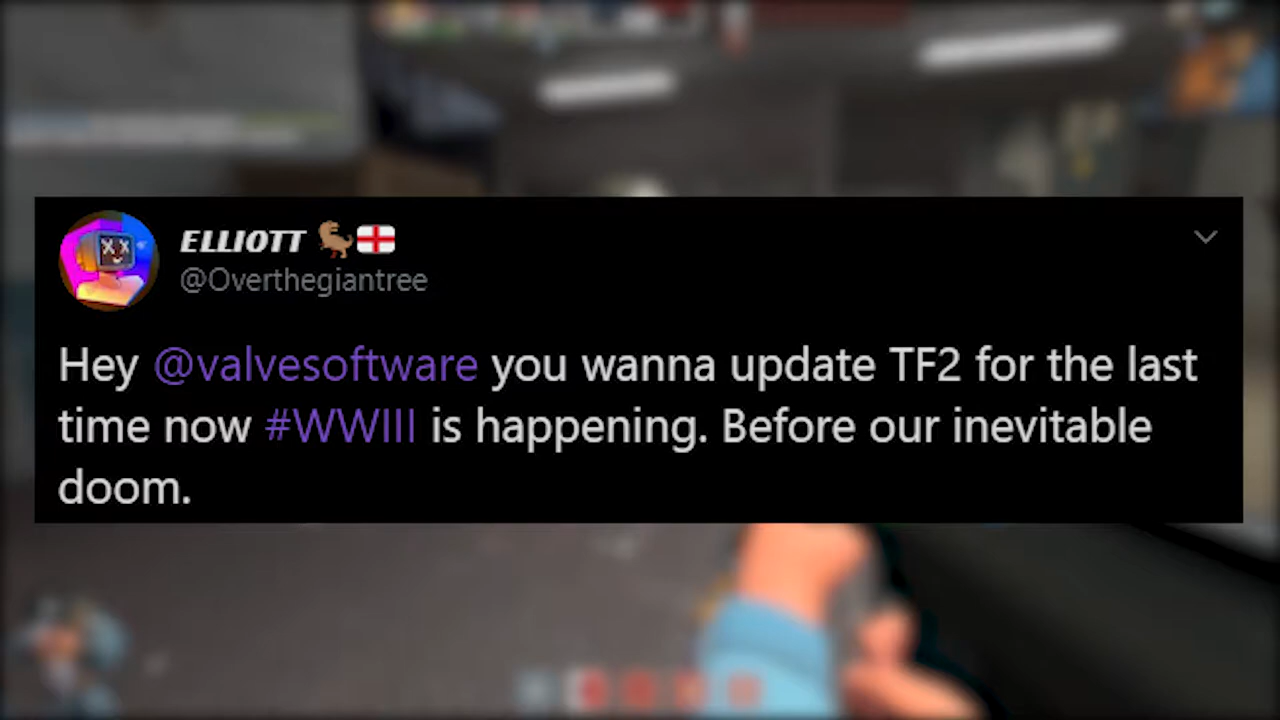 ELLIOTT 🦖🏴󠁧󠁢󠁥󠁮󠁧󠁿
@Overthegiantree
Hey @valvesoftware you wanna update TF2 for the last
time now #WWIII is happening. Before our inevitable
doom.